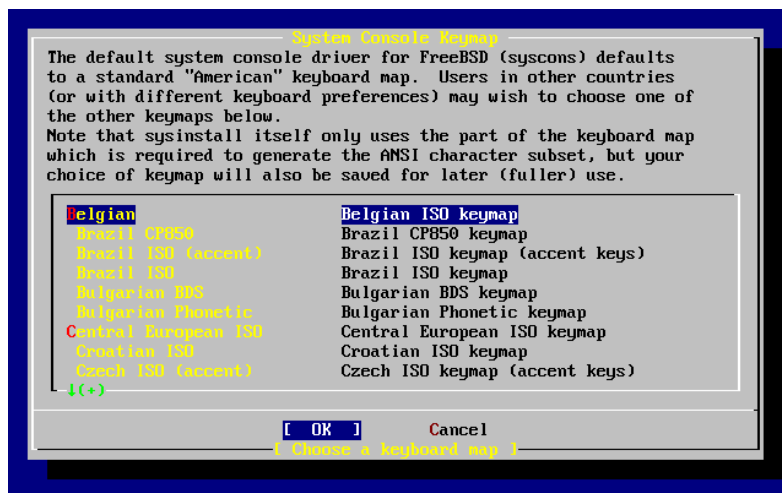 System Console Keymap
The default system console driver for FreeBSD (syscons) defaults
to a standard "American" keyboard map.  Users in other countries
(or with different keyboard preferences) may wish to choose one of
the other keymaps below.
Note that sysinstall itself only uses the part of the keyboard map
which is required to generate the ANSI character subset, but your
choice of keymap will also be saved for later (fuller) use.
Belgian Belgian ISO keymap
Brazil CP850 Brazil CP850 keymap
Brazil ISO (accent) Brazil ISO keymap (accent keys)
Brazil ISO Brazil ISO keymap
Bulgarian BDS Bulgarian BDS keymap
Bulgarian Phonetic Bulgarian Phonetic keymap
Central European ISO Central European ISO keymap
Croatian ISO Croatian ISO keymap
Czech ISO (accent) Czech ISO keymap (accent keys)
↓(+)
[ OK ] Cancel
[ Choose a keyboard map ]